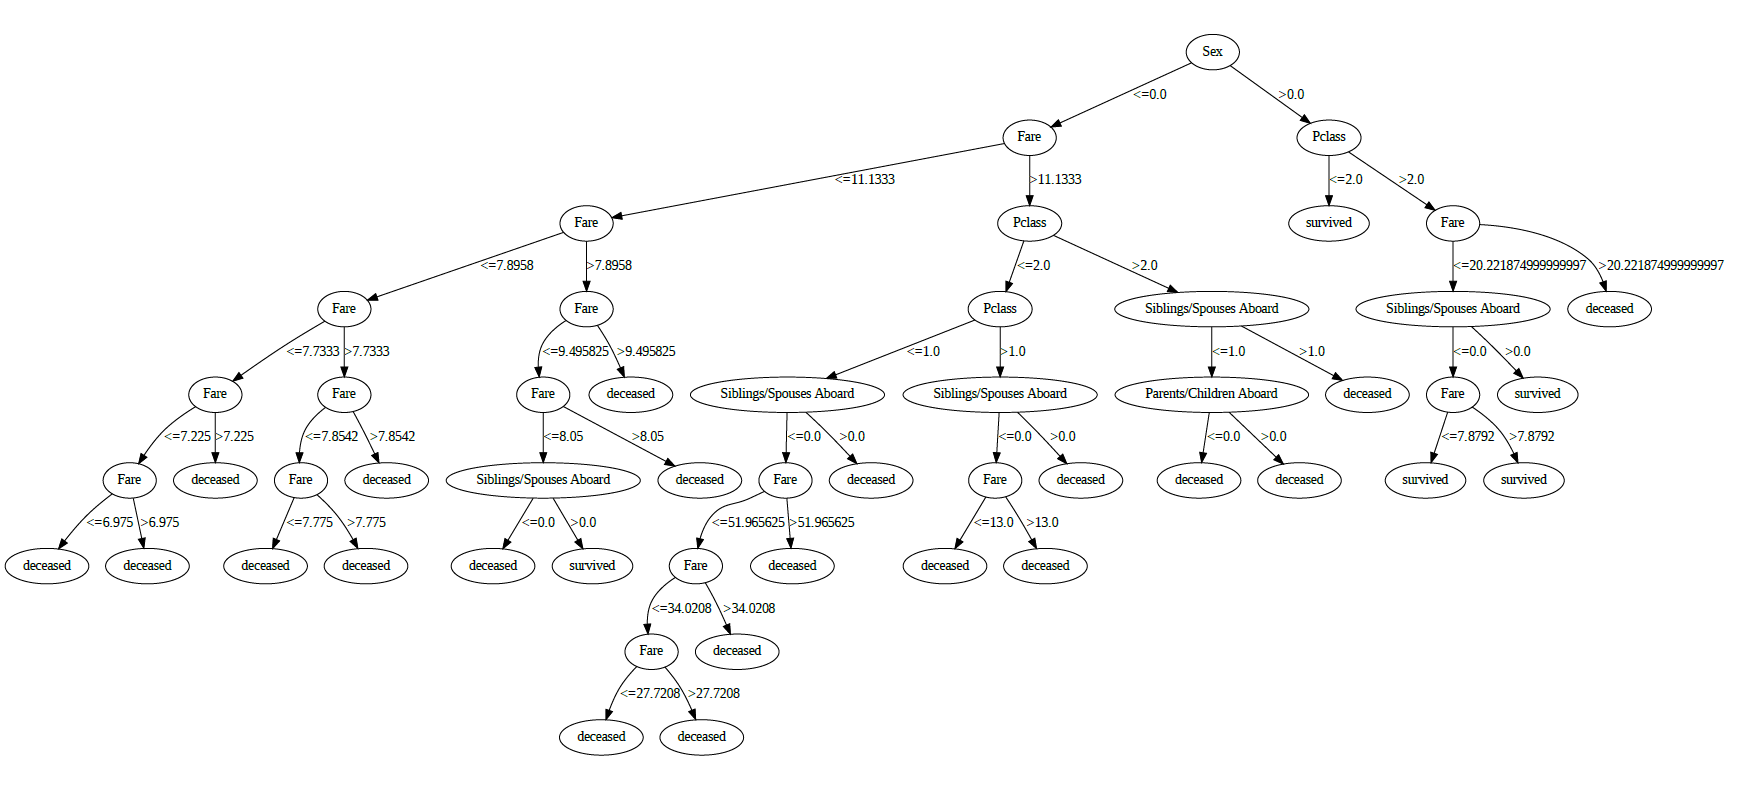 Sex
<=0.0 >0.0
Fare Pclass
<=11.1333 >11.1333 <=2.0 >2.0
Fare Pclass survived Fare
<=7.8958 >7.8958 <=2.0 >2.0 <=20.221874999999997 >20.221874999999997
Fare Fare Pclass Siblings/Spouses Aboard Siblings/Spouses Aboard deceased
<=7.7333 >7.7333 <=9.495825 >9.495825 <=1.0 >1.0 <=1.0 >1.0 <=0.0 >0.0
Fare Fare Fare deceased Siblings/Spouses Aboard Siblings/Spouses Aboard Parents/Children Aboard deceased Fare survived
<=7.225 >7.225 <=7.8542 >7.8542 <=8.05 >8.05 <=0.0 >0.0 <=0.0 >0.0 <=0.0 >0.0 <=7.8792 >7.8792
Fare deceased Fare deceased Siblings/Spouses Aboard deceased Fare deceased Fare deceased deceased deceased survived survived
<=6.975 >6.975 <=7.775 >7.775 <=0.0 >0.0 <=51.965625 >51.965625 <=13.0 >13.0
deceased deceased deceased deceased deceased survived Fare deceased deceased deceased
<=34.0208 >34.0208
Fare deceased
<=27.7208 >27.7208
deceased deceased